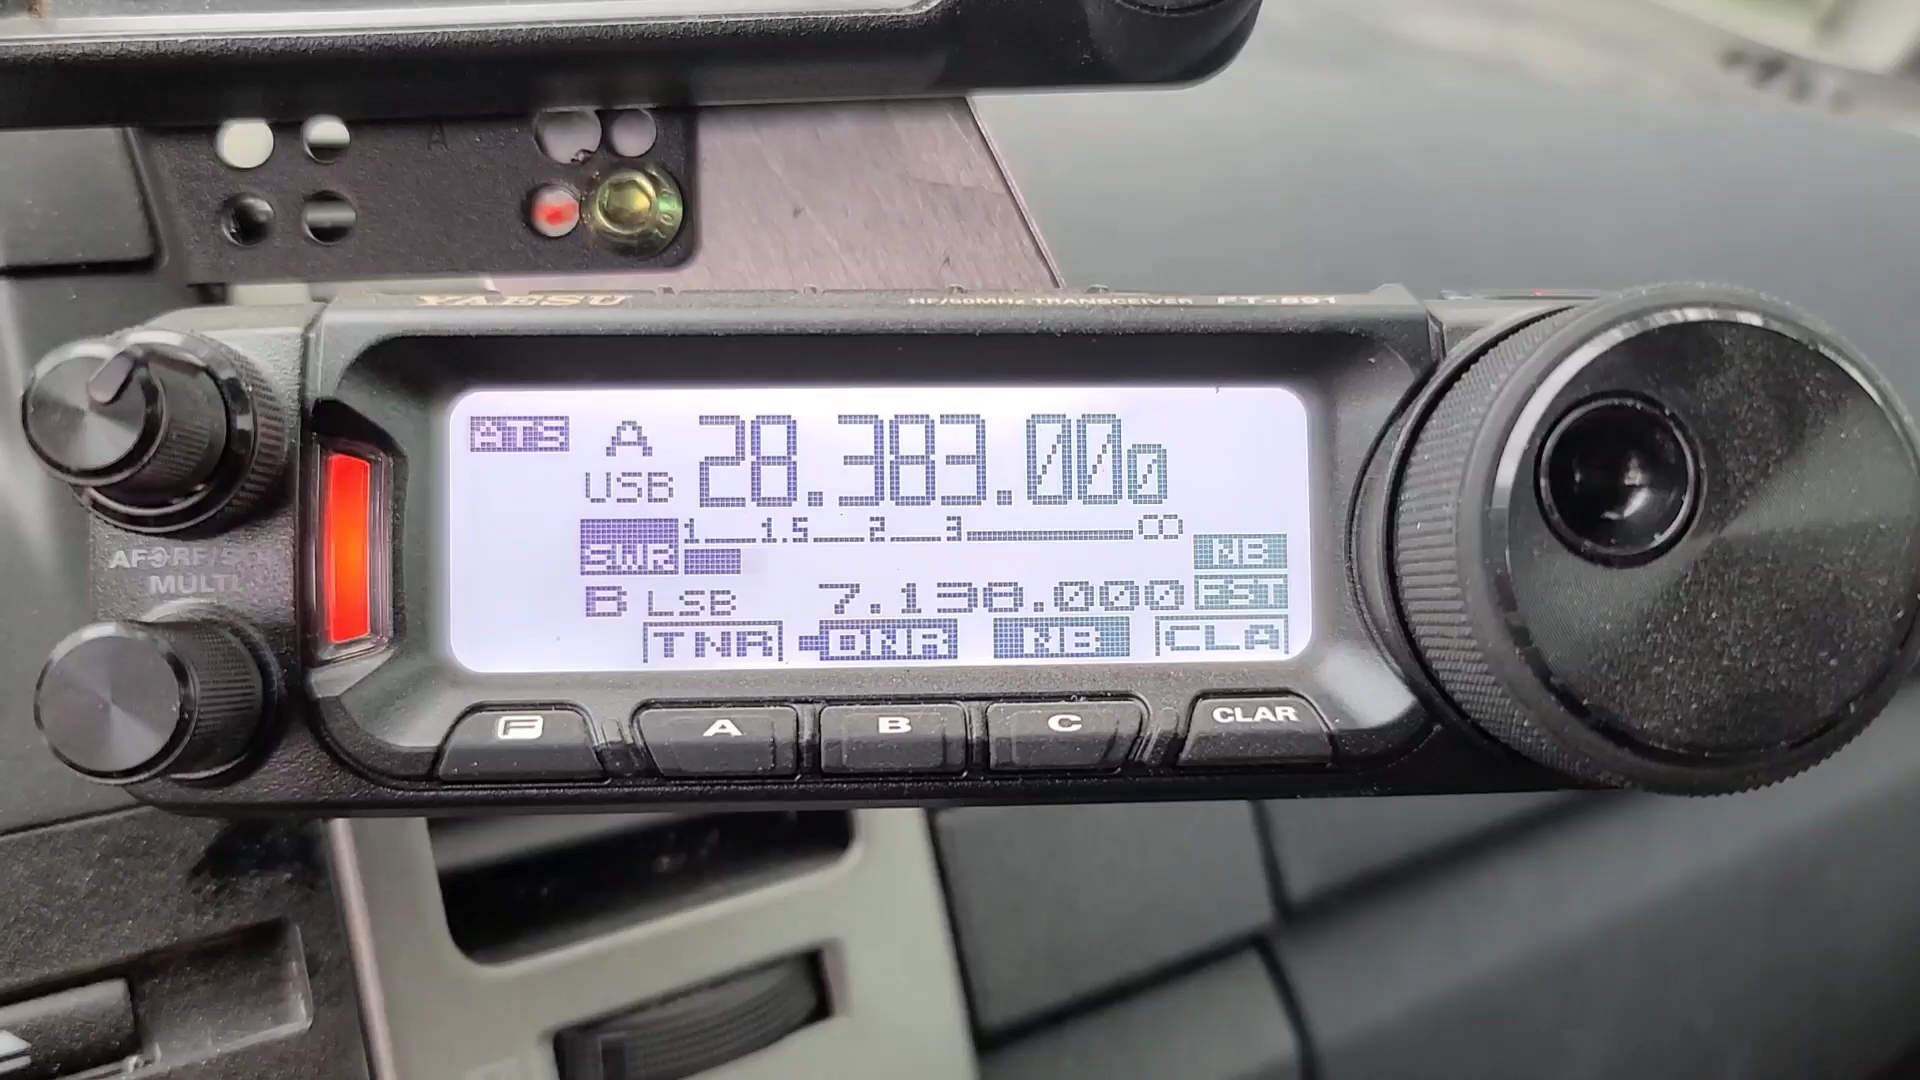 YAESU HF/50MHz TRANSCEIVER FT-891
ATS A 28.383.000
USB
1 1.5 2 3 ∞
SWR NB
B LSB 7.138.000 FST
TNR DNR NB CLA
AF RF/SQL
MULTI
F A B C CLAR